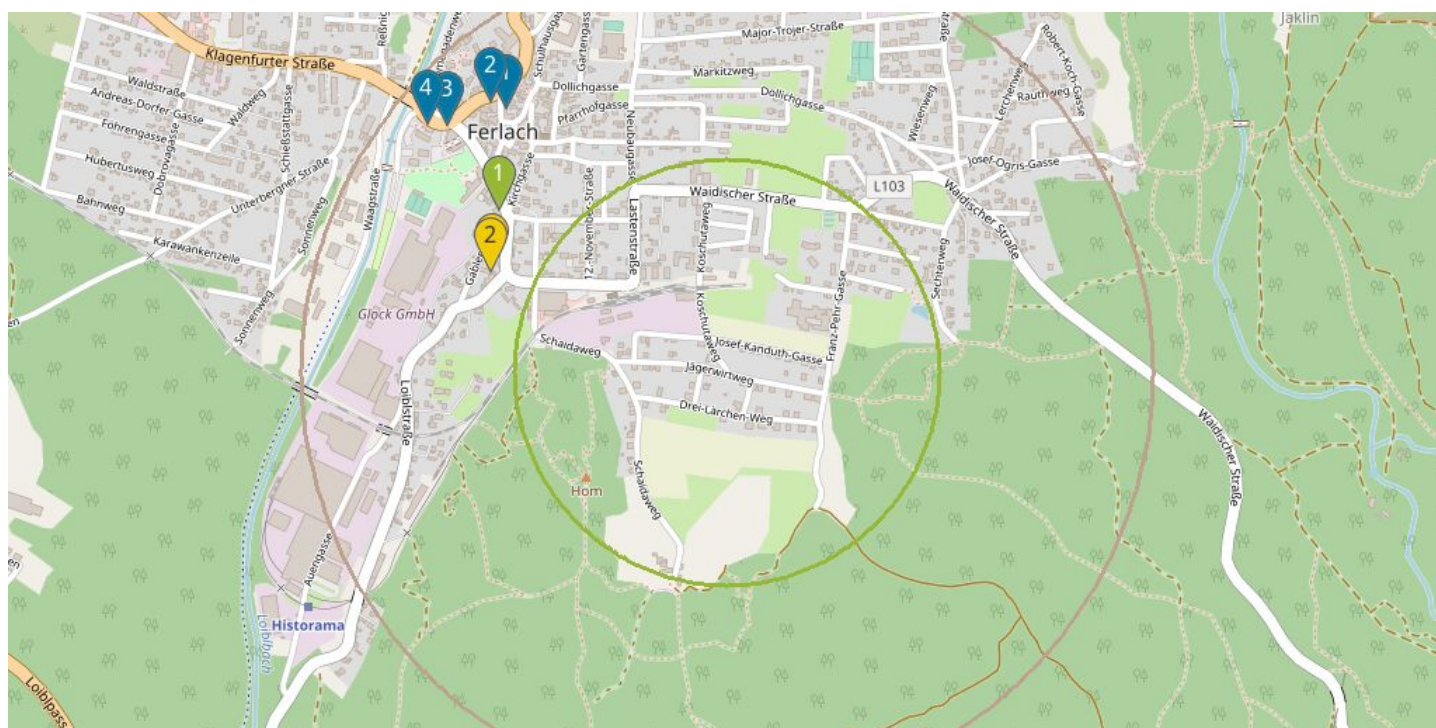 Jaklin
Major-Trojer-Straße
Klagenfurter Straße
Schulhausgasse
Gartengasse
Robert-Koch-Gasse
Waldstraße
Andreas-Dorfer-Gasse
Föhrengasse
Hubertusweg
Bahnweg
Dobrovagasse
Waldweg
Schießstattgasse
Unterbergner Straße
Karawankenzeile
Sonnenweg
Sonnenweg
Waagstraße
4
3
2
1
Ferlach
Dollichgasse
Pfarrhofgasse
Markitzweg
Dollichgasse
Neubaugasse
Wiesenweg
Lerchenweg
Rauthweg
Josef-Ogris-Gasse
L103
Waidischer Straße
Waidischer Straße
Waidischer Straße
1
Kirchgasse
2
12.-November-Straße
Lastenstraße
Koschutaweg
Koschutaweg
Franz-Pehr-Gasse
Sechterweg
Glock GmbH
Loiblstraße
Schaidaweg
Josef-Kanduth-Gasse
Jägerwirtweg
Drei-Lärchen-Weg
Schaidaweg
Hom
Auengasse
Historama
Loiblbach
Loiblpass